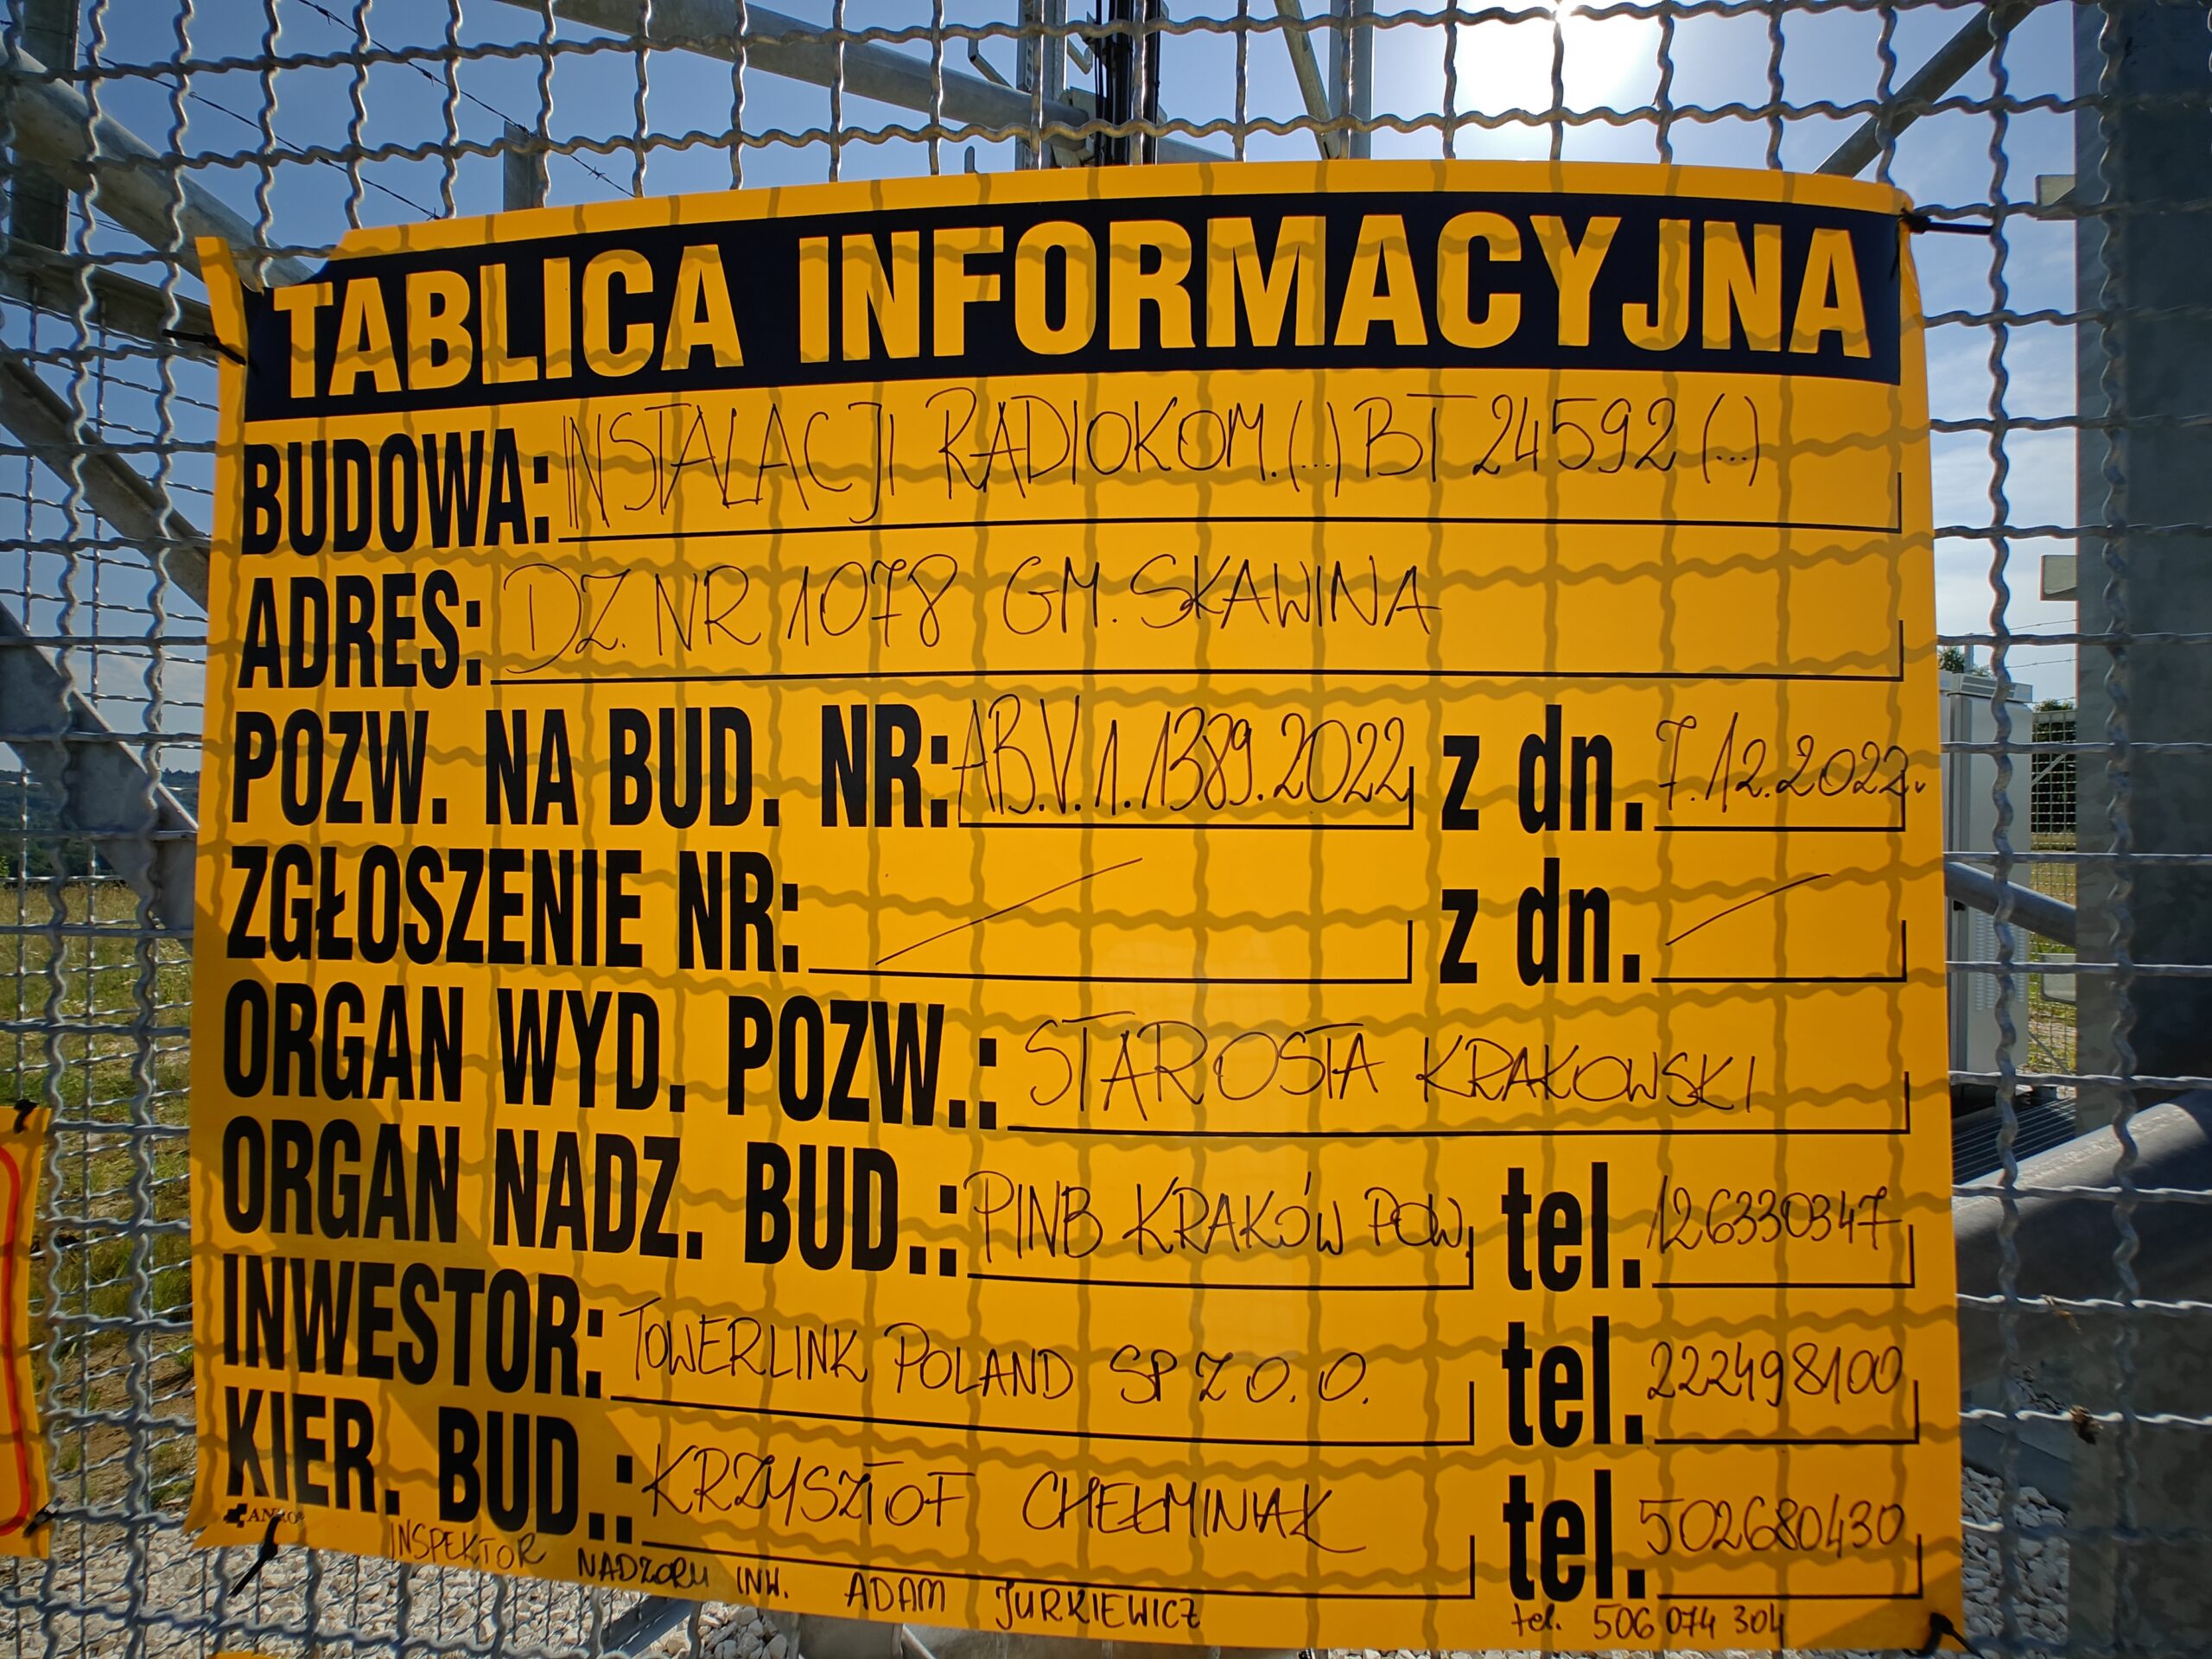 TABLICA INFORMACYJNA
BUDOWA: INSTALACJI RADIOKOM.(...) BT 24592 (...)
ADRES: DZ. NR 1078 GM. SKAWINA
POZW. NA BUD. NR: AB.V.1.1389.2022 z dn. 7.12.2022r.
ZGŁOSZENIE NR: z dn.
ORGAN WYD. POZW.: STAROSTA KRAKOWSKI
ORGAN NADZ. BUD.: PINB KRAKÓW POW. tel. 126330347
INWESTOR: TOWERLINK POLAND SP Z O. O. tel. 222498100
KIER. BUD.: KRZYSZTOF CHEŁMINIAK tel. 502680430
INSPEKTOR NADZORU INW. ADAM JURKIEWICZ tel. 506 074 304